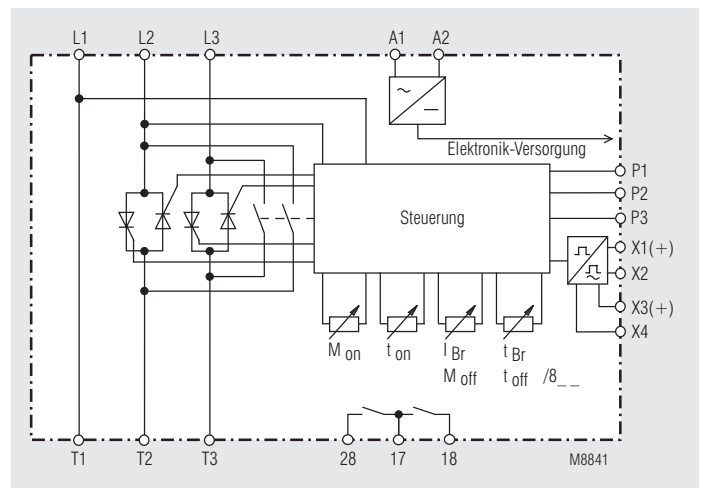 L1 L2 L3 A1 A2
Elektronik-Versorgung
P1
P2
Steuerung P3
X1(+)
X2
X3(+)
M on t on I Br t Br X4
M off t off /8_ _
T1 T2 T3 28 17 18 M8841